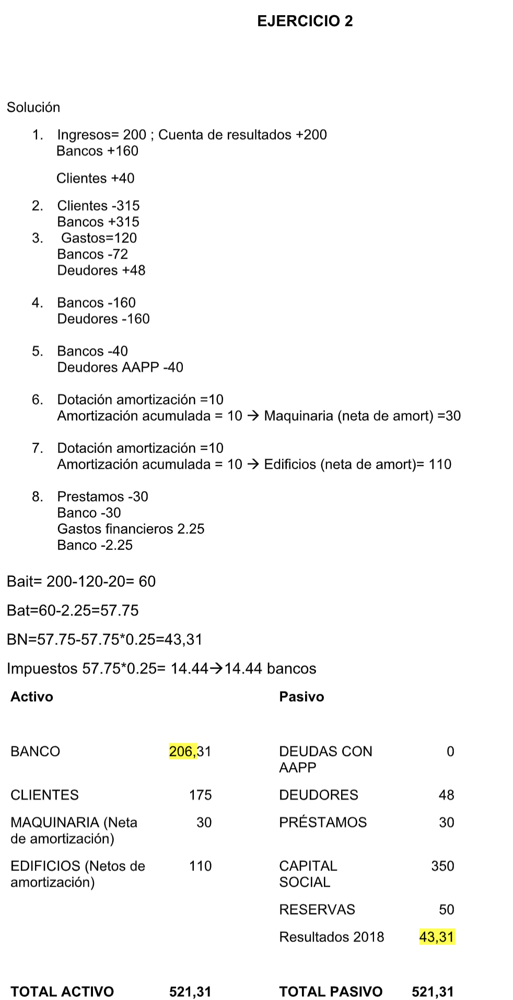 EJERCICIO 2
Solución
1. Ingresos= 200 ; Cuenta de resultados +200
Bancos +160
Clientes +40
2. Clientes -315
Bancos +315
3. Gastos=120
Bancos -72
Deudores +48
4. Bancos -160
Deudores -160
5. Bancos -40
Deudores AAPP -40
6. Dotación amortización =10
Amortización acumulada = 10 → Maquinaria (neta de amort) =30
7. Dotación amortización =10
Amortización acumulada = 10 → Edificios (neta de amort)= 110
8. Prestamos -30
Banco -30
Gastos financieros 2.25
Banco -2.25
Bait= 200-120-20= 60
Bat=60-2.25=57.75
BN=57.75-57.75*0.25=43,31
Impuestos 57.75*0.25= 14.44→14.44 bancos
Activo Pasivo
BANCO 206,31 DEUDAS CON 0
AAPP
CLIENTES 175 DEUDORES 48
MAQUINARIA (Neta 30 PRÉSTAMOS 30
de amortización)
EDIFICIOS (Netos de 110 CAPITAL 350
amortización) SOCIAL
RESERVAS 50
Resultados 2018 43,31
TOTAL ACTIVO 521,31 TOTAL PASIVO 521,31